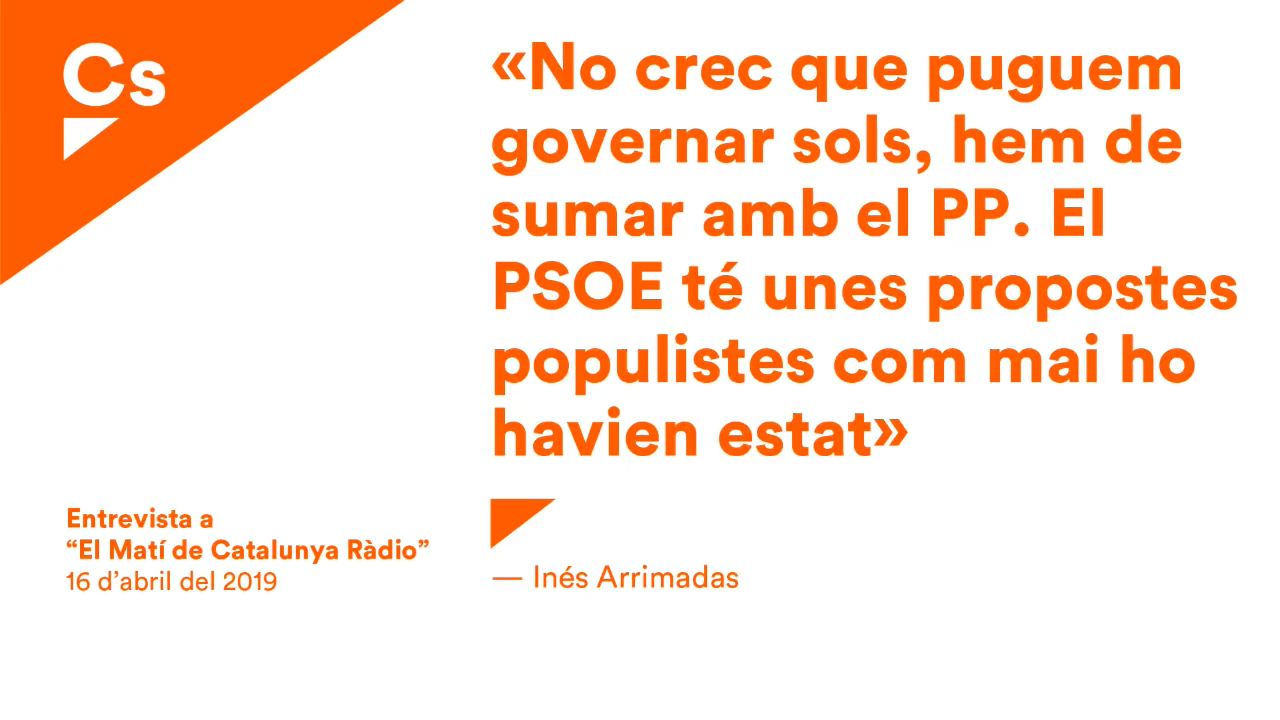 Cs
«No crec que puguem
governar sols, hem de
sumar amb el PP. El
PSOE té unes propostes
populistes com mai ho
havien estat»
— Inés Arrimadas
Entrevista a
“El Matí de Catalunya Ràdio”
16 d’abril del 2019